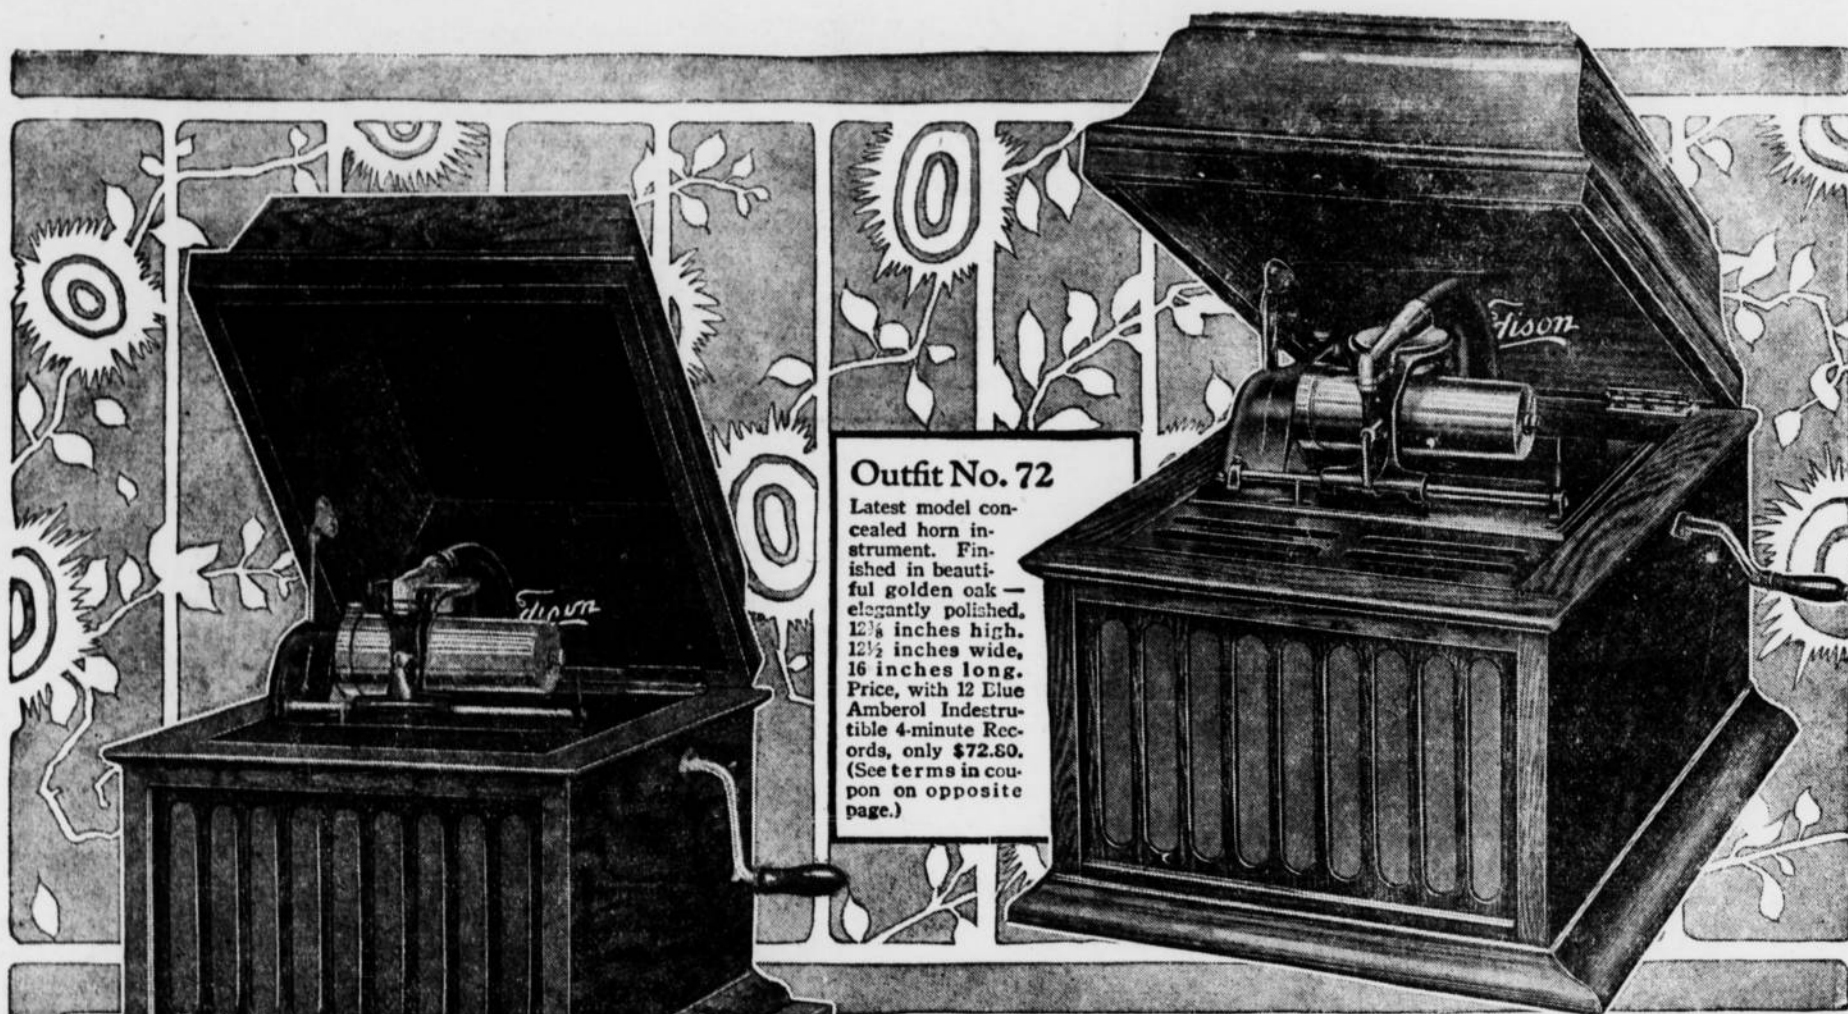 Outfit No. 72
Latest model con-
cealed horn in-
strument. Fin-
ished in beauti-
ful golden oak —
elegantly polished.
12⅜ inches high.
12½ inches wide,
16 inches long.
Price, with 12 Blue
Amberol Indestru-
tible 4-minute Rec-
ords, only $72.80.
(See terms in cou-
pon on opposite
page.)
Edison
Edison